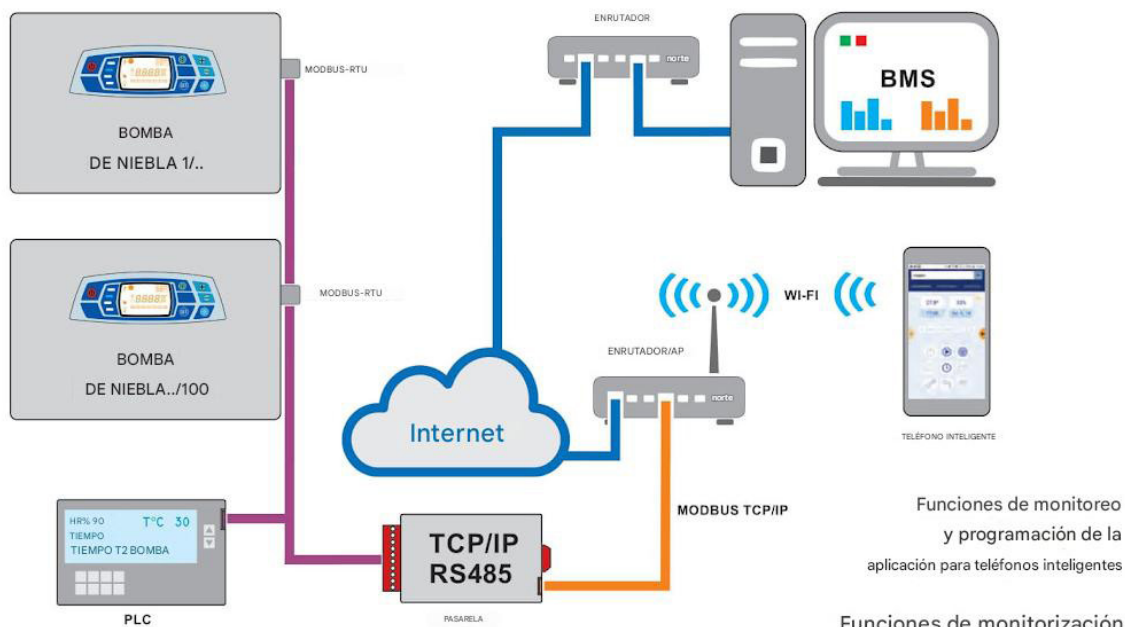 ENRUTADOR
norte
BMS
MODBUS-RTU
BOMBA
DE NIEBLA 1/..
MODBUS-RTU
BOMBA
DE NIEBLA../100
WI-FI
ENRUTADOR/AP
norte
Internet
TELÉFONO INTELIGENTE
MODBUS TCP/IP
HR% 90 T°C 30
TIEMPO
TIEMPO T2 BOMBA
PLC
TCP/IP
RS485
PASARELA
Funciones de monitoreo
y programación de la
aplicación para teléfonos inteligentes
Funciones de monitorización